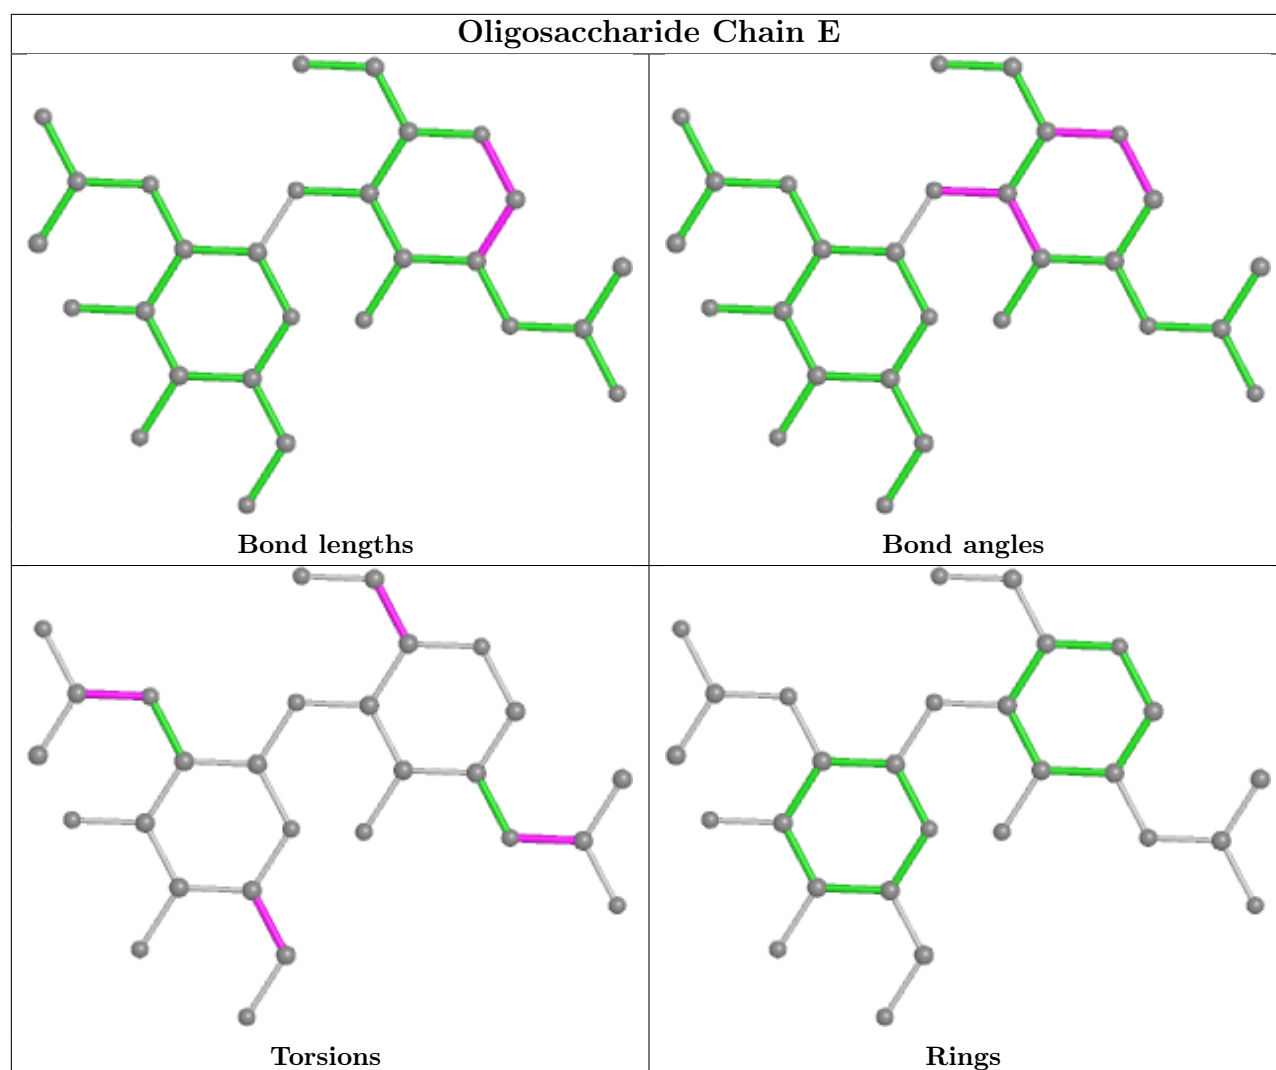 Oligosaccharide Chain E
Bond lengths
Bond angles
Torsions
Rings